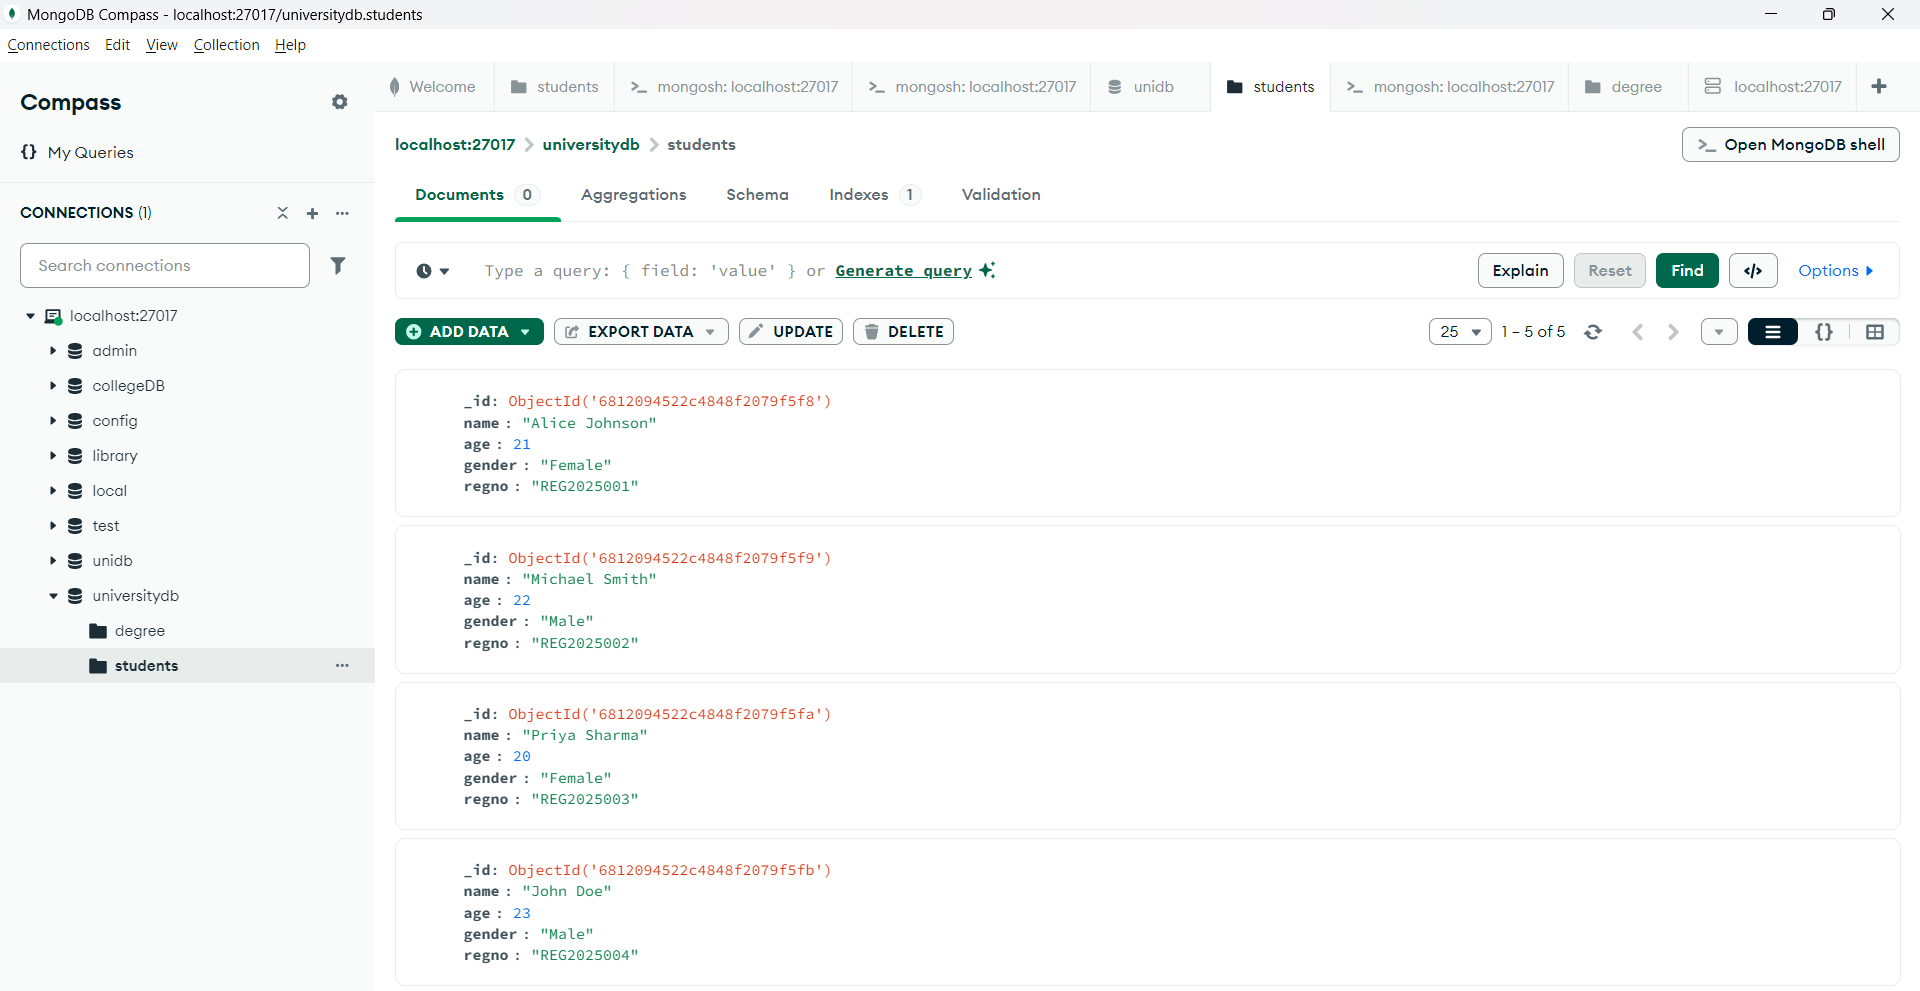 MongoDB Compass - localhost:27017/universitydb.students
Connections Edit View Collection Help
Compass
{} My Queries
CONNECTIONS (1)
Search connections
localhost:27017
admin
collegeDB
config
library
local
test
unidb
universitydb
degree
students
Welcome students >_ mongosh: localhost:27017 >_ mongosh: localhost:27017 unidb students >_ mongosh: localhost:27017 degree localhost:27017 +
localhost:27017 > universitydb > students
>_ Open MongoDB shell
Documents 0 Aggregations Schema Indexes 1 Validation
Type a query: { field: 'value' } or Generate query
Explain Reset Find </> Options
ADD DATA EXPORT DATA UPDATE DELETE
25 1 – 5 of 5 {}
_id: ObjectId('6812094522c4848f2079f5f8')
name : "Alice Johnson"
age : 21
gender : "Female"
regno : "REG2025001"
_id: ObjectId('6812094522c4848f2079f5f9')
name : "Michael Smith"
age : 22
gender : "Male"
regno : "REG2025002"
_id: ObjectId('6812094522c4848f2079f5fa')
name : "Priya Sharma"
age : 20
gender : "Female"
regno : "REG2025003"
_id: ObjectId('6812094522c4848f2079f5fb')
name : "John Doe"
age : 23
gender : "Male"
regno : "REG2025004"